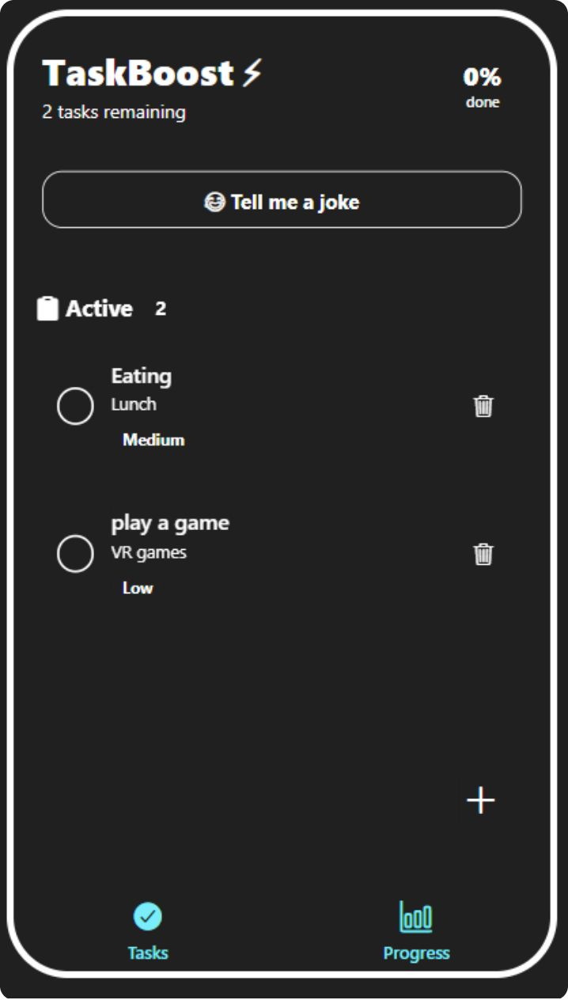 TaskBoost⚡
0%
done
2 tasks remaining
😂 Tell me a joke
📋 Active 2
Eating
Lunch
Medium
play a game
VR games
Low
+
Tasks
Progress